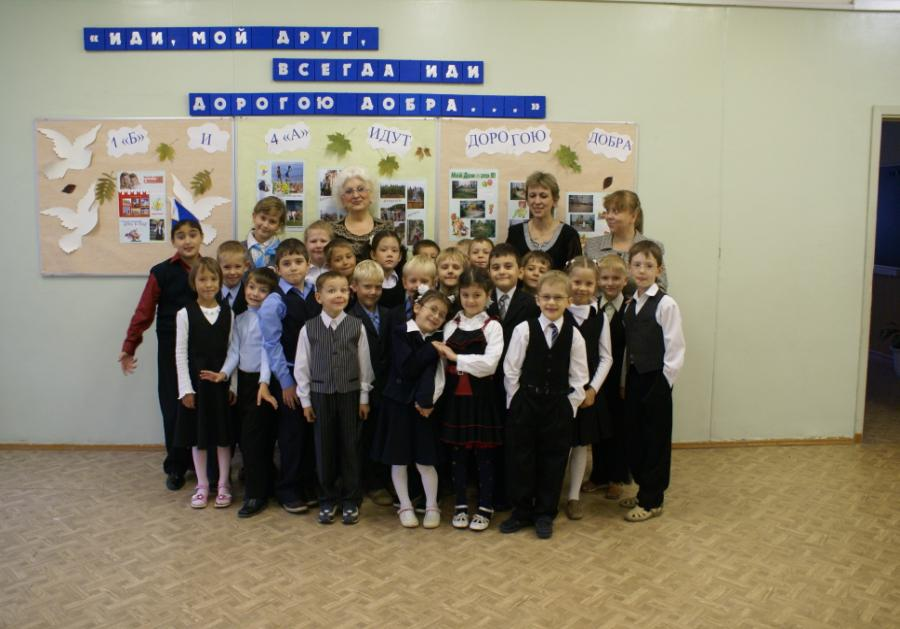 «ИДИ, МОЙ ДРУГ,
ВСЕГДА ИДИ
ДОРОГОЮ ДОБРА...»
1 «Б» И 4 «А» ИДУТ ДОРОГОЮ ДОБРА